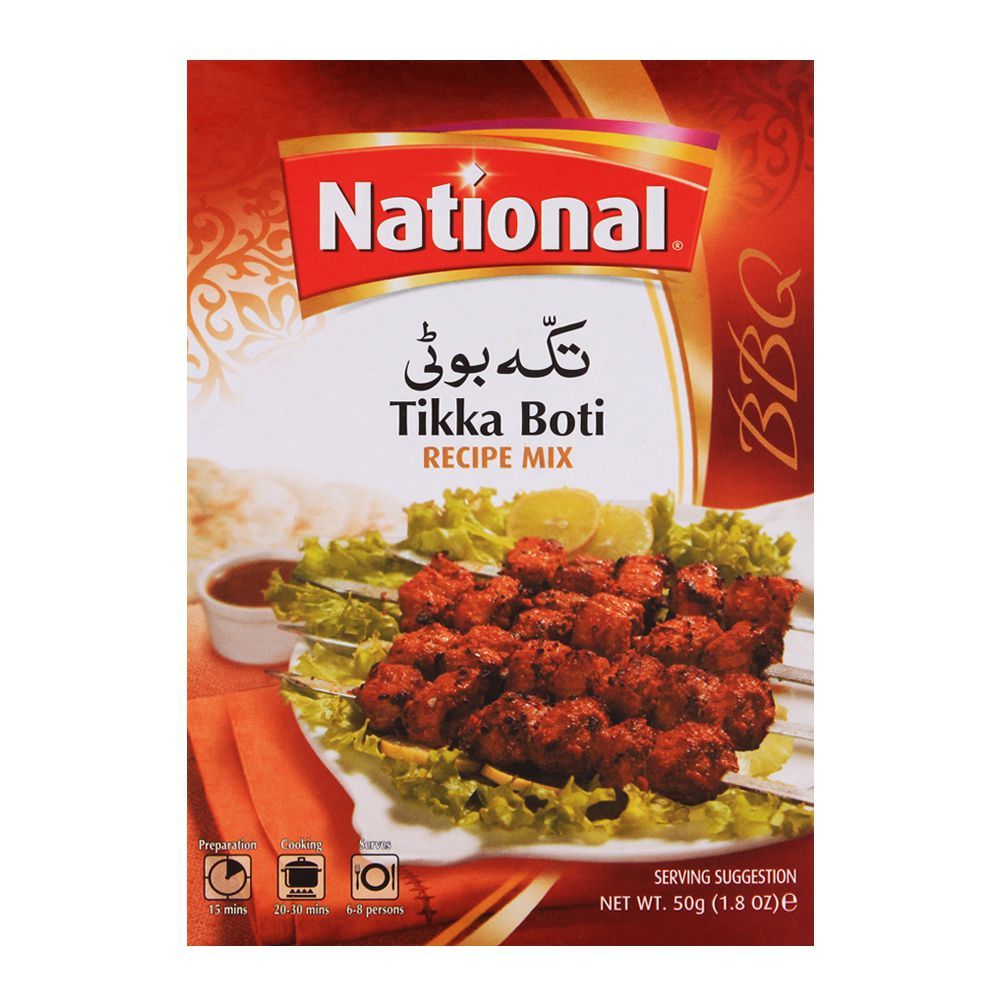 National®
تکّہ بوٹی
Tikka Boti
RECIPE MIX
BBQ
Preparation
15 mins
Cooking
20-30 mins
Serves
6-8 persons
SERVING SUGGESTION
NET WT. 50g (1.8 OZ) ℮